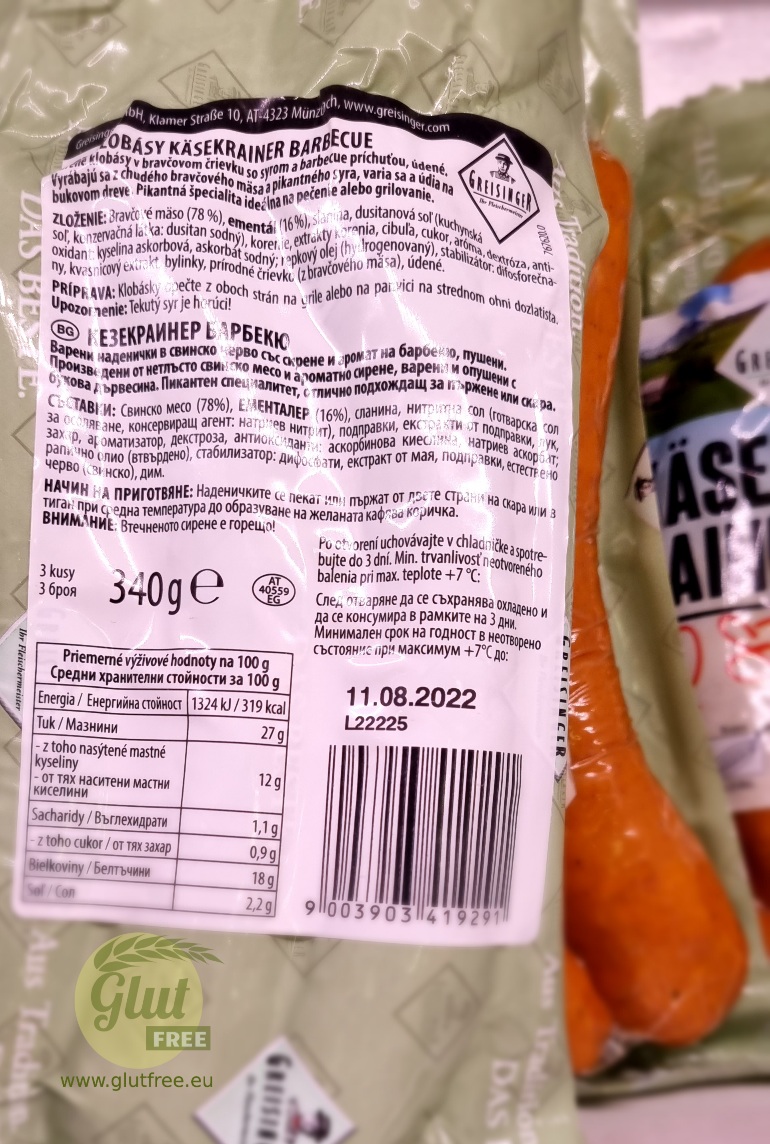 bH, Klamer Straße 10, AT-4323 Münzbach, www.greisinger.com
KLOBÁSY KÄSEKRAINER BARBECUE
klobásy v bravčovom črievku so syrom a barbecue príchuťou, údené.
Vyrábajú sa z chudého bravčového mäsa a pikantného syra, varia sa a údia na
bukovom dreve. Pikantná špecialita ideálna na pečenie alebo grilovanie.
GREISINGER
Ihr Fleischermeister
ZLOŽENIE: Bravčové mäso (78 %), ementál (16 %), slanina, dusitanová soľ (kuchynská
soľ, konzervačná látka: dusitan sodný), korenie, extrakty korenia, cibuľa, cukor, aróma, dextróza, anti-
oxidant: kyselina askorbová, askorbát sodný; repkový olej (hydrogenovaný), stabilizátor: difosforečna-
ny, kvasnicový extrakt, bylinky, prírodné črievko (z bravčového mäsa), údené.
PRÍPRAVA: Klobásky opečte z oboch strán na grile alebo na panvici na strednom ohni dozlatista.
Upozornenie: Tekutý syr je horúci!
BG КЕЗЕКРАЙНЕР БАРБЕКЮ
Варени наденички в свинско черво със сирене и аромат на барбекю, пушени.
Произведени от нетлъсто свинско месо и ароматно сирене, варени и опушени с
букова дървесина. Пикантен специалитет, отлично подхождащ за пържене или скара.
СЪСТАВКИ: Свинско месо (78%), ЕМЕНТАЛЕР (16%), сланина, нитритна сол (готварска сол
за осоляване, консервиращ агент: натриев нитрит), подправки, екстракти от подправки, лук,
захар, ароматизатор, декстроза, антиоксиданти: аскорбинова киселина, натриев аскорбат;
рапично олио (втвърдено), стабилизатор: дифосфати, екстракт от мая, подправки, естествено
черво (свинско), дим.
НАЧИН НА ПРИГОТВЯНЕ: Наденичките се пекат или пържат от двете страни на скара или в
тиган при средна температура до образуване на желаната кафява коричка.
ВНИМАНИЕ: Втечненото сирене е горещо!
3 kusy
3 броя
340 g e
AT
40559
EG
Po otvorení uchovávajte v chladničke a spotre-
bujte do 3 dní. Min. trvanlivosť neotvoreného
balenia pri max. teplote +7 °C:
След отваряне да се съхранява охладено и
да се консумира в рамките на 3 дни.
Минимален срок на годност в неотворено
състояние при максимум +7°C до:
11.08.2022
L22225
Priemerné výživové hodnoty na 100 g
Средни хранителни стойности за 100 g
Energia / Енергийна стойност 1324 kJ / 319 kcal
Tuk / Мазнини 27 g
- z toho nasýtené mastné
kyseliny
- от тях наситени мастни
киселини 12 g
Sacharidy / Въглехидрати 1,1 g
- z toho cukor / от тях захар 0,9 g
Bielkoviny / Белтъчини 18 g
Soľ / Сол 2,2 g
9 003903 419291
DAS BESTE.
Ihr Fleischermeister
GREISINGER
Aus Tradition
DAS
GREISINGER
Glut
FREE
www.glutfree.eu